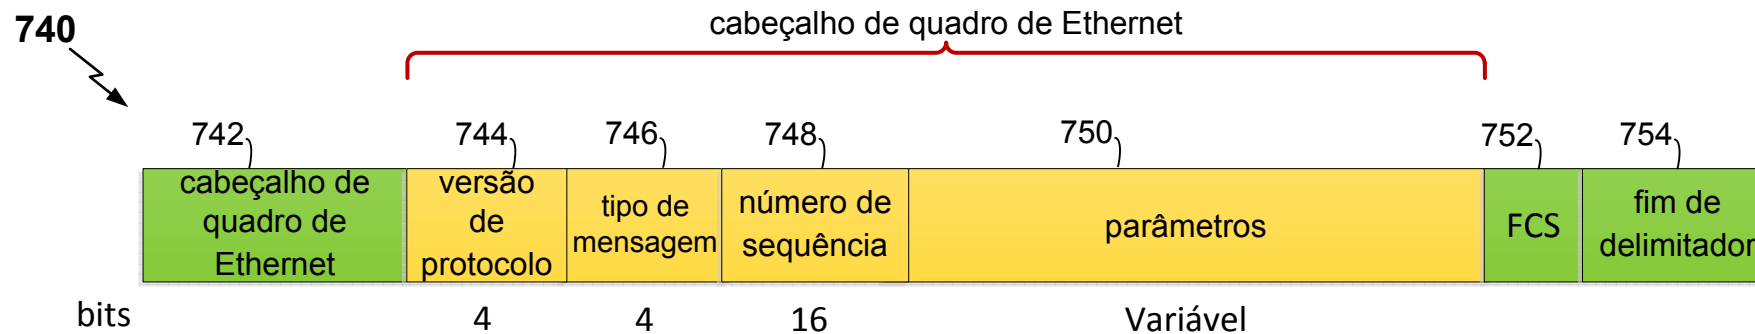 740
cabeçalho de quadro de Ethernet
742
744
746
748
750
752
754
cabeçalho de
quadro de
Ethernet
versão
de
protocolo
tipo de
mensagem
número de
sequência
parâmetros
FCS
fim de
delimitador
bits
4
4
16
Variável